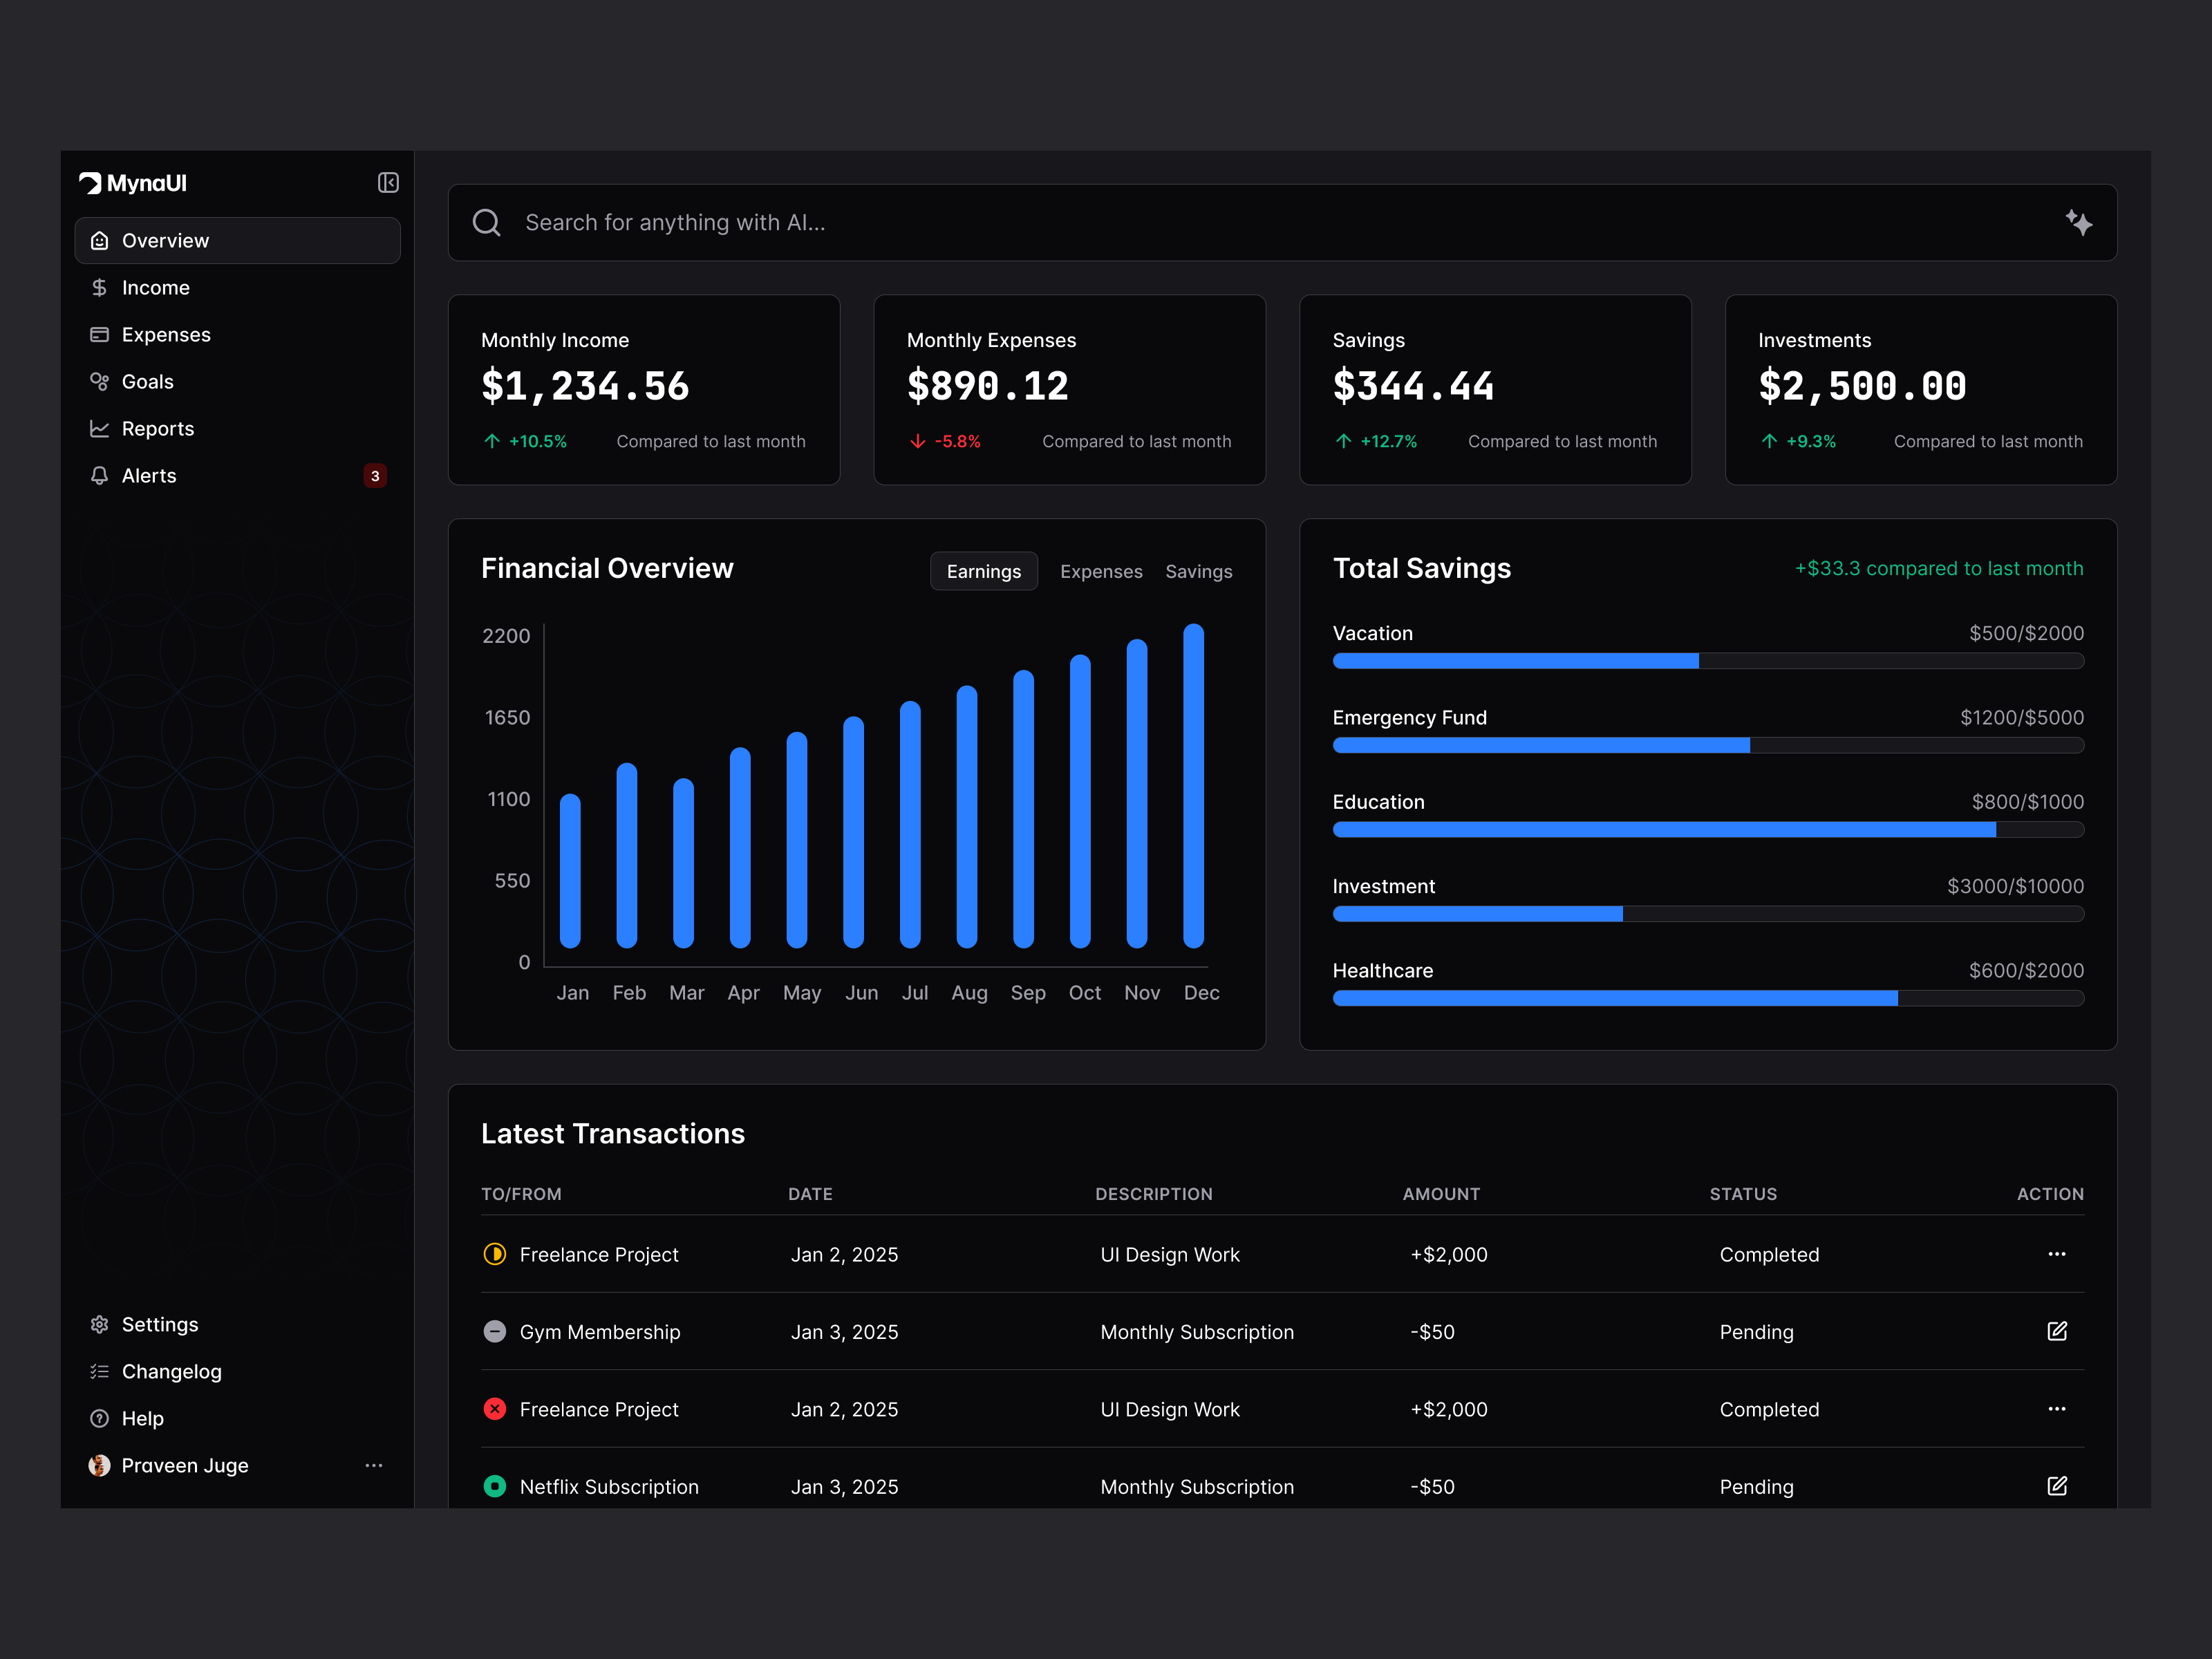 MynaUI
Overview
Income
Expenses
Goals
Reports
Alerts 3
Settings
Changelog
Help
Praveen Juge
Search for anything with AI...
Monthly Income
$1,234.56
+10.5% Compared to last month
Monthly Expenses
$890.12
-5.8% Compared to last month
Savings
$344.44
+12.7% Compared to last month
Investments
$2,500.00
+9.3% Compared to last month
Financial Overview
Earnings Expenses Savings
2200
1650
1100
550
0
Jan Feb Mar Apr May Jun Jul Aug Sep Oct Nov Dec
Total Savings
+$33.3 compared to last month
Vacation $500/$2000
Emergency Fund $1200/$5000
Education $800/$1000
Investment $3000/$10000
Healthcare $600/$2000
Latest Transactions
TO/FROM DATE DESCRIPTION AMOUNT STATUS ACTION
Freelance Project Jan 2, 2025 UI Design Work +$2,000 Completed
Gym Membership Jan 3, 2025 Monthly Subscription -$50 Pending
Freelance Project Jan 2, 2025 UI Design Work +$2,000 Completed
Netflix Subscription Jan 3, 2025 Monthly Subscription -$50 Pending